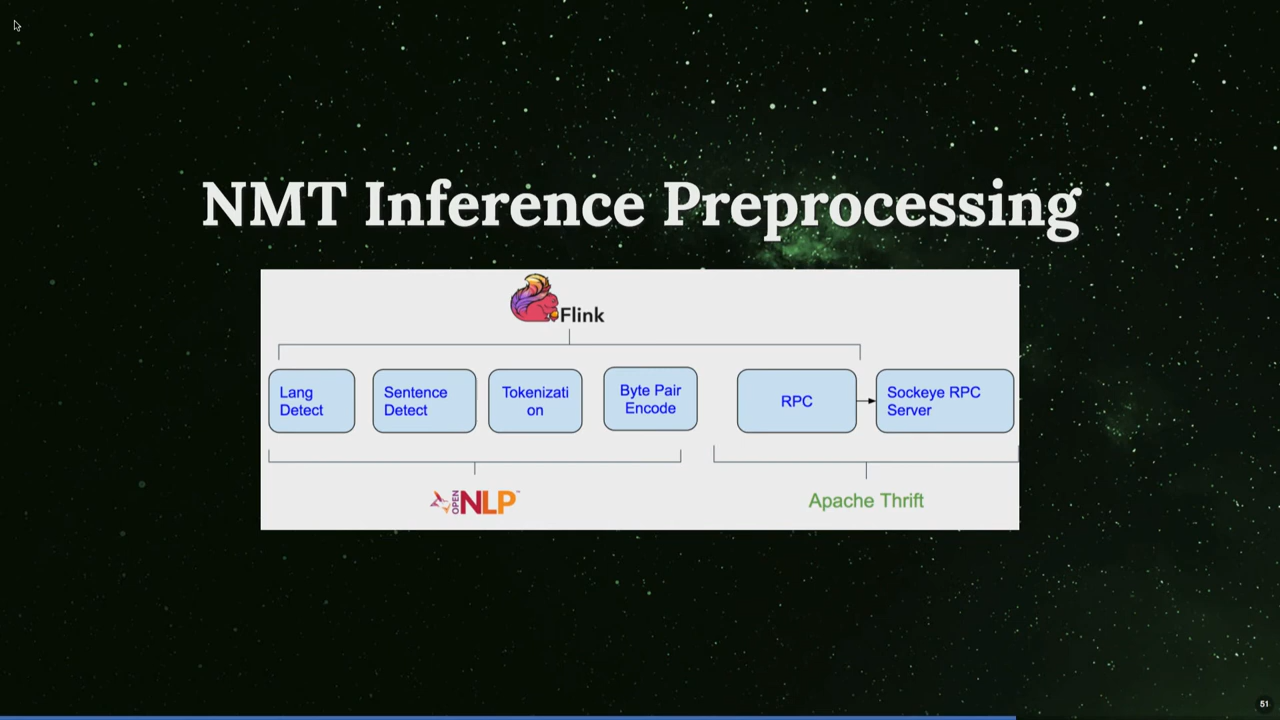 NMT Inference Preprocessing
Flink
Lang
Detect
Sentence
Detect
Tokenizati
on
Byte Pair
Encode
RPC
Sockeye RPC
Server
OPEN NLP™
Apache Thrift
51